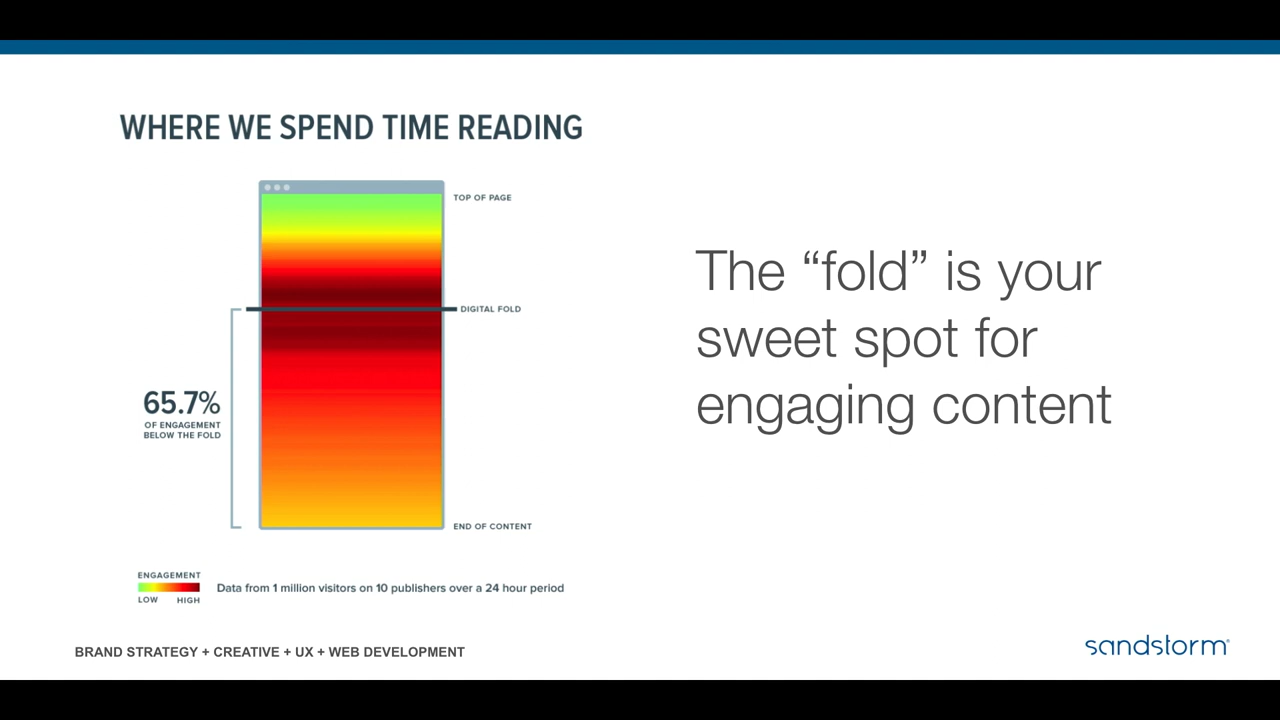 WHERE WE SPEND TIME READING
TOP OF PAGE
DIGITAL FOLD
65.7%
OF ENGAGEMENT
BELOW THE FOLD
END OF CONTENT
ENGAGEMENT
LOW HIGH
Data from 1 million visitors on 10 publishers over a 24 hour period
The “fold” is your
sweet spot for
engaging content
BRAND STRATEGY + CREATIVE + UX + WEB DEVELOPMENT
sandstorm®